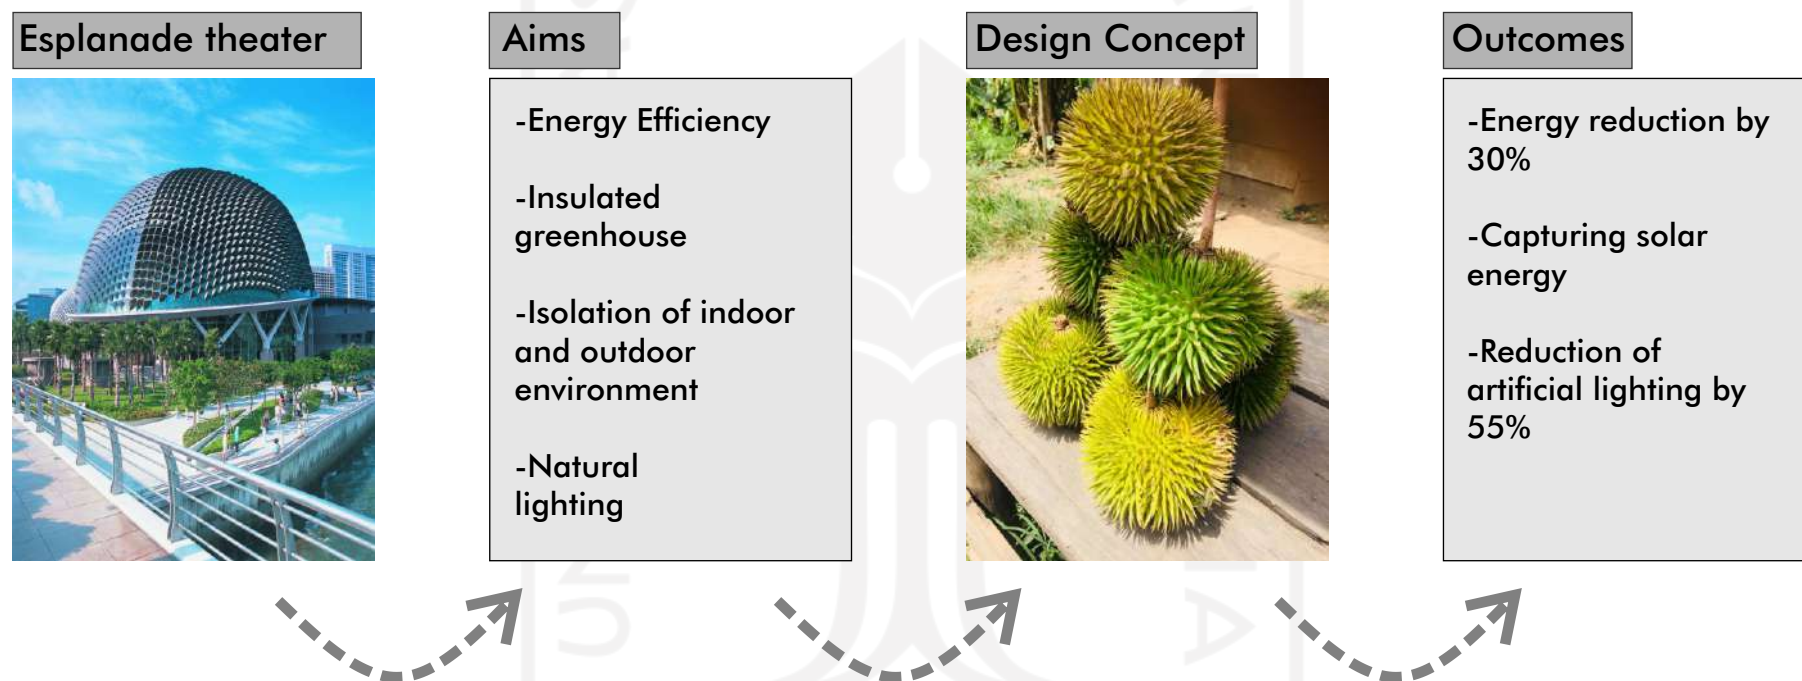 Esplanade theater
Aims
-Energy Efficiency
-Insulated
greenhouse
-Isolation of indoor
and outdoor
environment
-Natural
lighting
Design Concept
Outcomes
-Energy reduction by
30%
-Capturing solar
energy
-Reduction of
artificial lighting by
55%